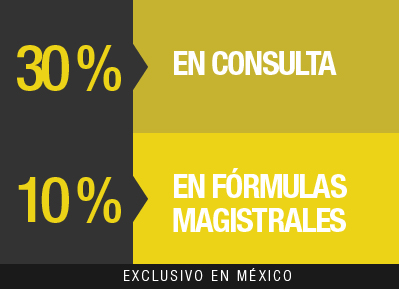 30%
EN CONSULTA
10%
EN FÓRMULAS
MAGISTRALES
EXCLUSIVO EN MÉXICO